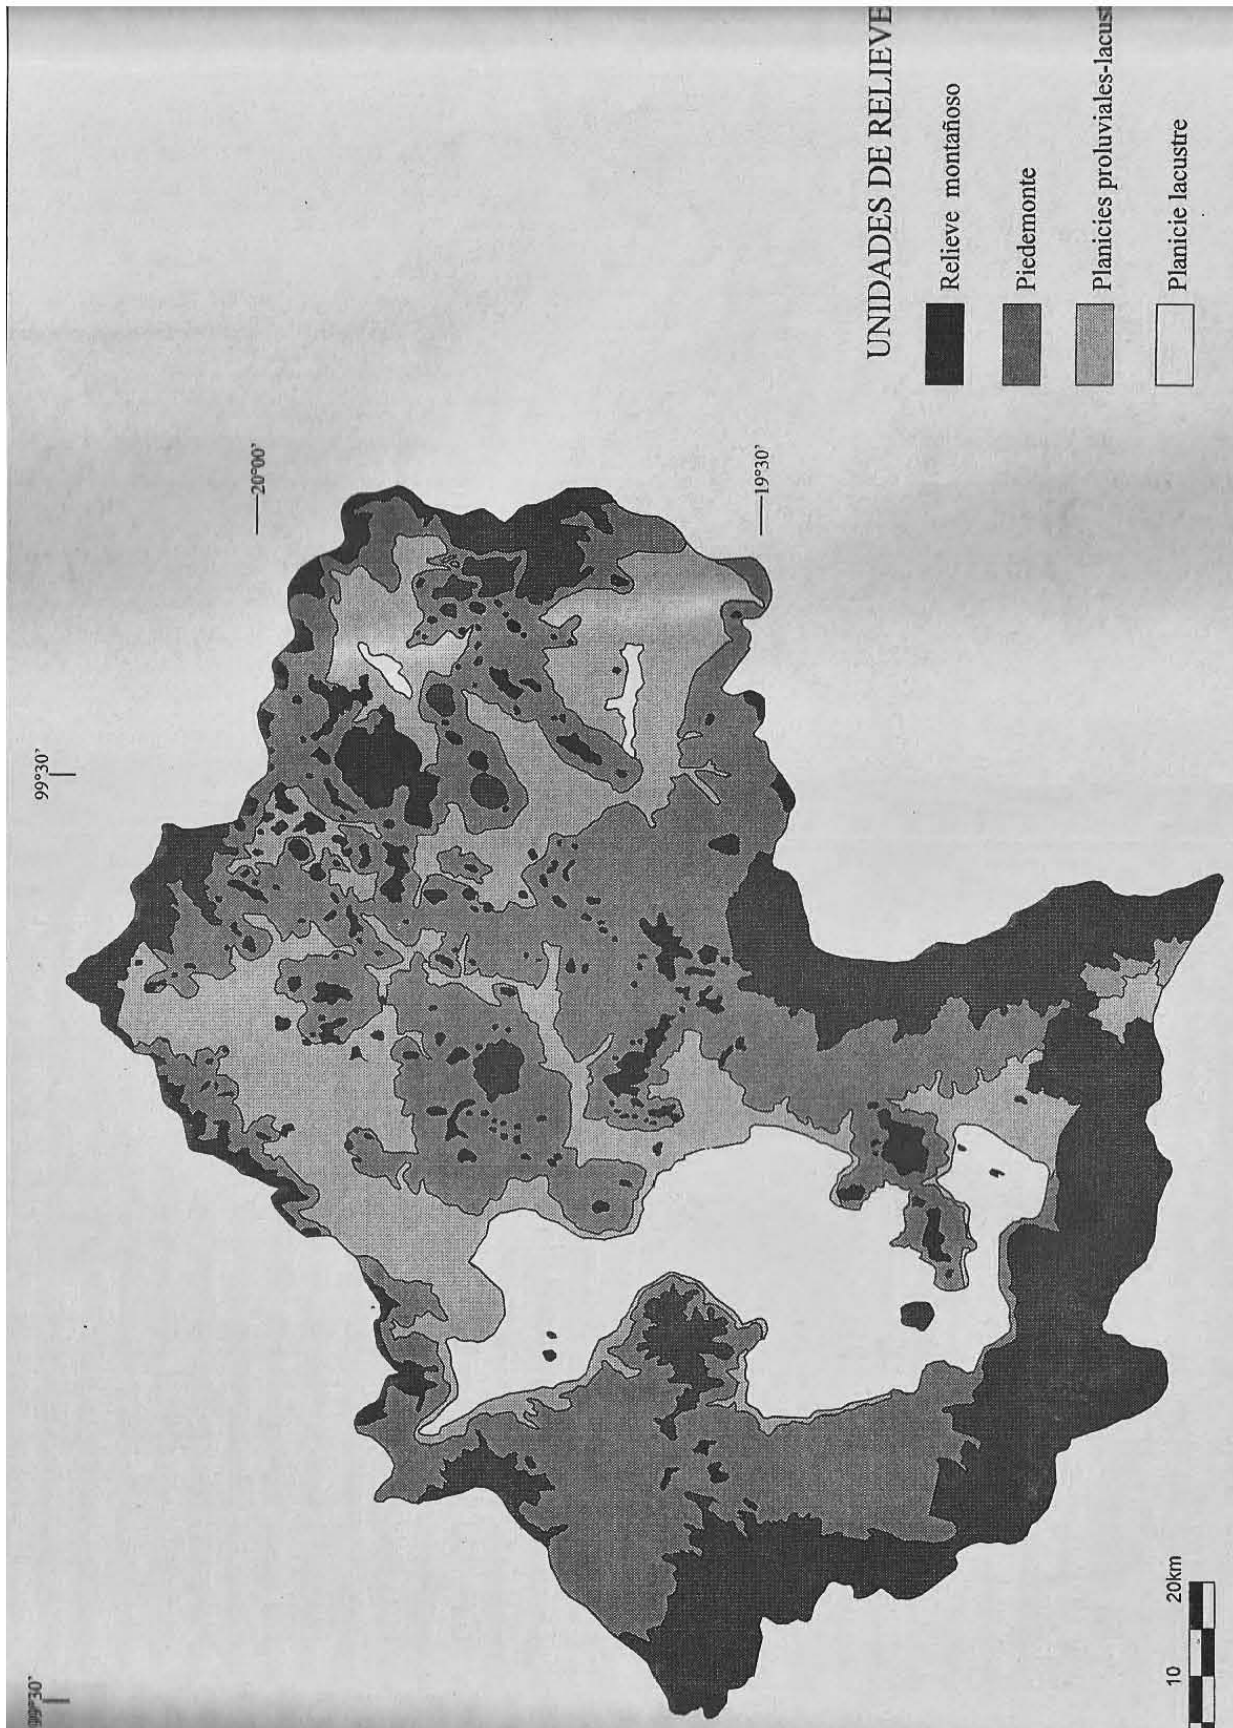 UNIDADES DE RELIEVE
Relieve montañoso
Piedemonte
Planicies proluviales-lacust
Planicie lacustre
99°30'
99°30'
20°00'
19°30'
10 20km